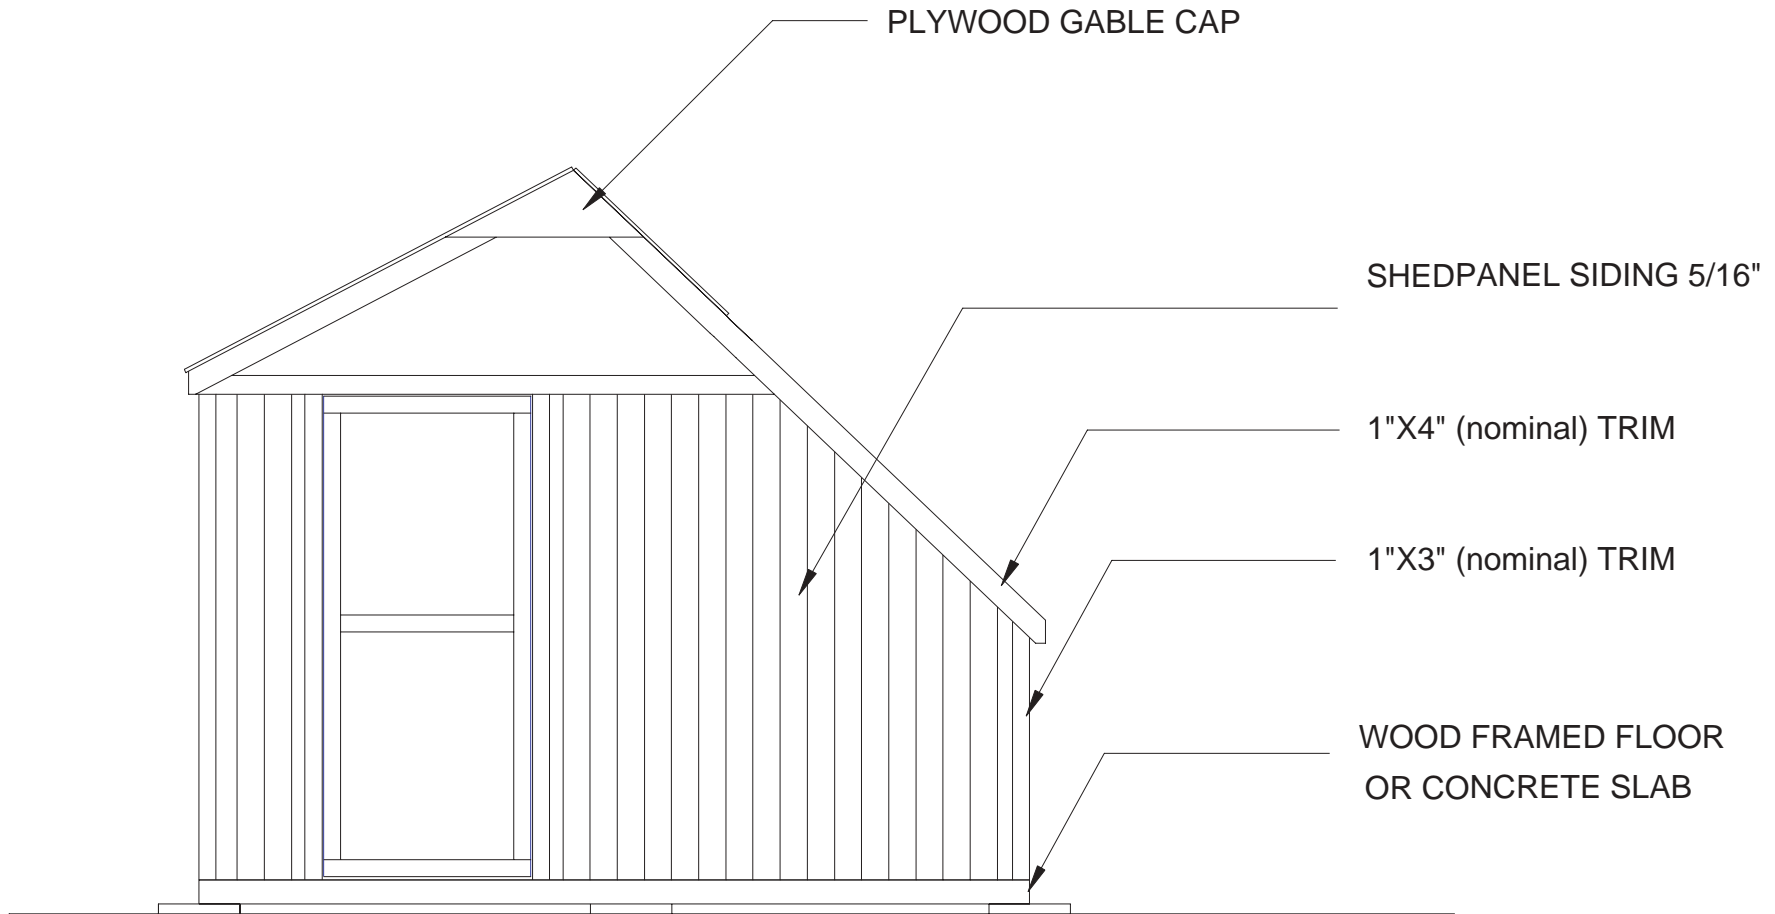 PLYWOOD GABLE CAP
SHEDPANEL SIDING 5/16"
1"X4" (nominal) TRIM
1"X3" (nominal) TRIM
WOOD FRAMED FLOOR
OR CONCRETE SLAB